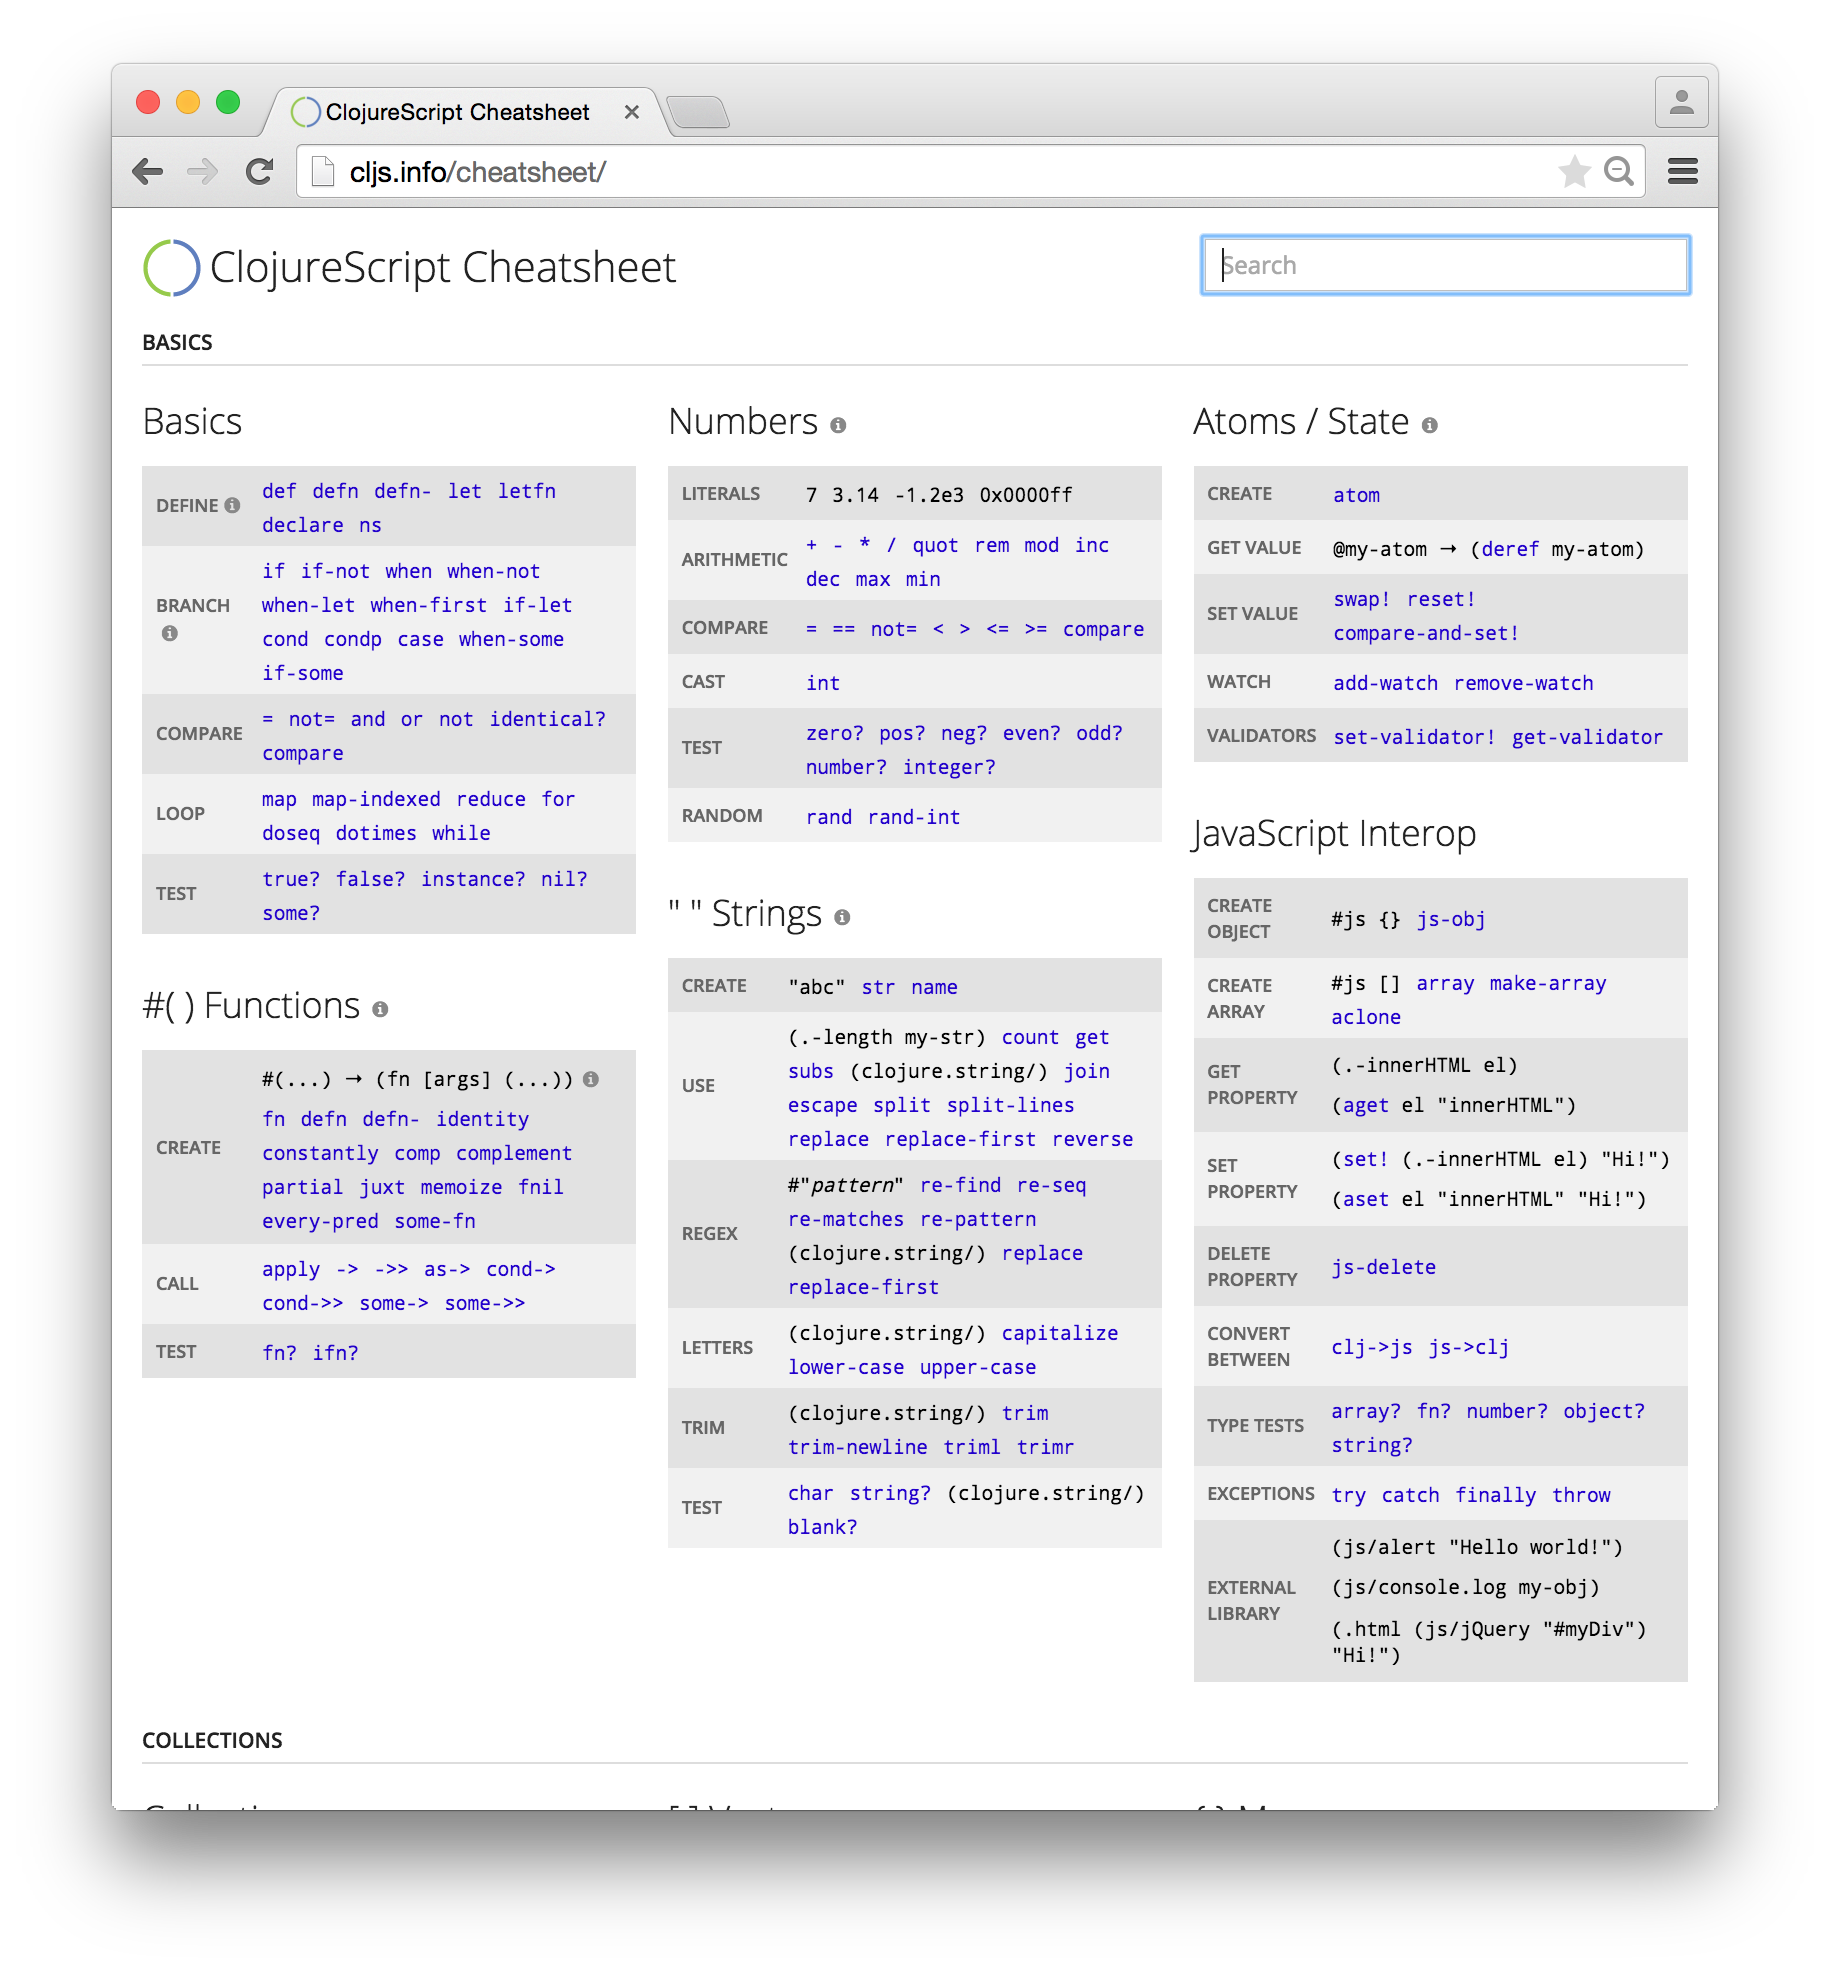 ClojureScript Cheatsheet
cljs.info/cheatsheet/
ClojureScript Cheatsheet
Search
BASICS
Basics
DEFINE
def defn defn- let letfn
declare ns
BRANCH
if if-not when when-not
when-let when-first if-let
cond condp case when-some
if-some
COMPARE
= not= and or not identical?
compare
LOOP
map map-indexed reduce for
doseq dotimes while
TEST
true? false? instance? nil?
some?
#( ) Functions
CREATE
#(...) → (fn [args] (...))
fn defn defn- identity
constantly comp complement
partial juxt memoize fnil
every-pred some-fn
CALL
apply -> ->> as-> cond->
cond->> some-> some->>
TEST
fn? ifn?
Numbers
LITERALS
7 3.14 -1.2e3 0x0000ff
ARITHMETIC
+ - * / quot rem mod inc
dec max min
COMPARE
= == not= < > <= >= compare
CAST
int
TEST
zero? pos? neg? even? odd?
number? integer?
RANDOM
rand rand-int
" " Strings
CREATE
"abc" str name
USE
(.-length my-str) count get
subs (clojure.string/) join
escape split split-lines
replace replace-first reverse
REGEX
#"pattern" re-find re-seq
re-matches re-pattern
(clojure.string/) replace
replace-first
LETTERS
(clojure.string/) capitalize
lower-case upper-case
TRIM
(clojure.string/) trim
trim-newline triml trimr
TEST
char string? (clojure.string/)
blank?
Atoms / State
CREATE
atom
GET VALUE
@my-atom → (deref my-atom)
SET VALUE
swap! reset!
compare-and-set!
WATCH
add-watch remove-watch
VALIDATORS
set-validator! get-validator
JavaScript Interop
CREATE
OBJECT
#js {} js-obj
CREATE
ARRAY
#js [] array make-array
aclone
GET
PROPERTY
(.-innerHTML el)
(aget el "innerHTML")
SET
PROPERTY
(set! (.-innerHTML el) "Hi!")
(aset el "innerHTML" "Hi!")
DELETE
PROPERTY
js-delete
CONVERT
BETWEEN
clj->js js->clj
TYPE TESTS
array? fn? number? object?
string?
EXCEPTIONS
try catch finally throw
EXTERNAL
LIBRARY
(js/alert "Hello world!")
(js/console.log my-obj)
(.html (js/jQuery "#myDiv")
"Hi!")
COLLECTIONS